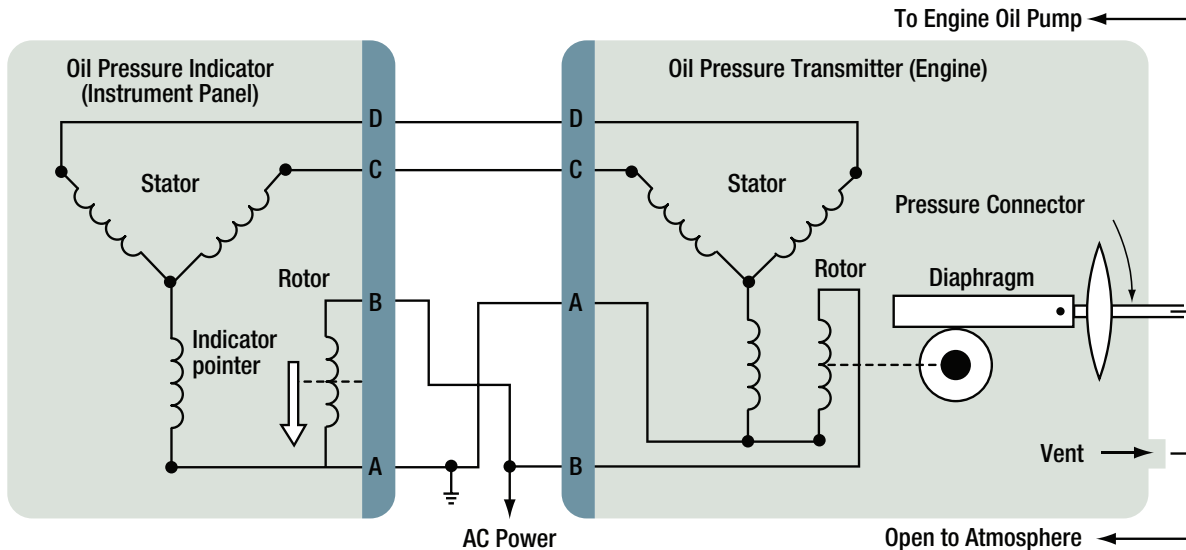 To Engine Oil Pump
Oil Pressure Indicator
(Instrument Panel)
Oil Pressure Transmitter (Engine)
D
D
C
C
Stator
Stator
Pressure Connector
Rotor
Rotor
Diaphragm
B
A
Indicator
pointer
Vent
A
B
AC Power
Open to Atmosphere